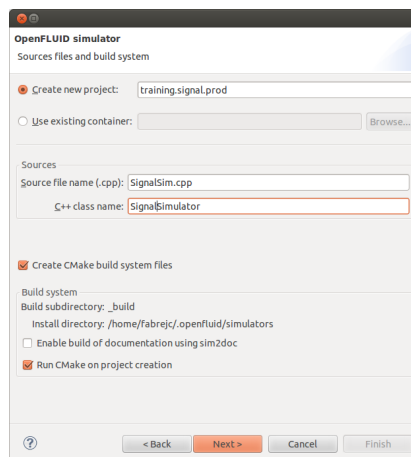 OpenFLUID simulator
Sources files and build system
Create new project: training.signal.prod
Use existing container: Browse...
Sources
Source file name (.cpp): SignalSim.cpp
C++ class name: SignalSimulator
Create CMake build system files
Build system
Build subdirectory: _build
Install directory: /home/fabrejc/.openfluid/simulators
Enable build of documentation using sim2doc
Run CMake on project creation
? < Back Next > Cancel Finish